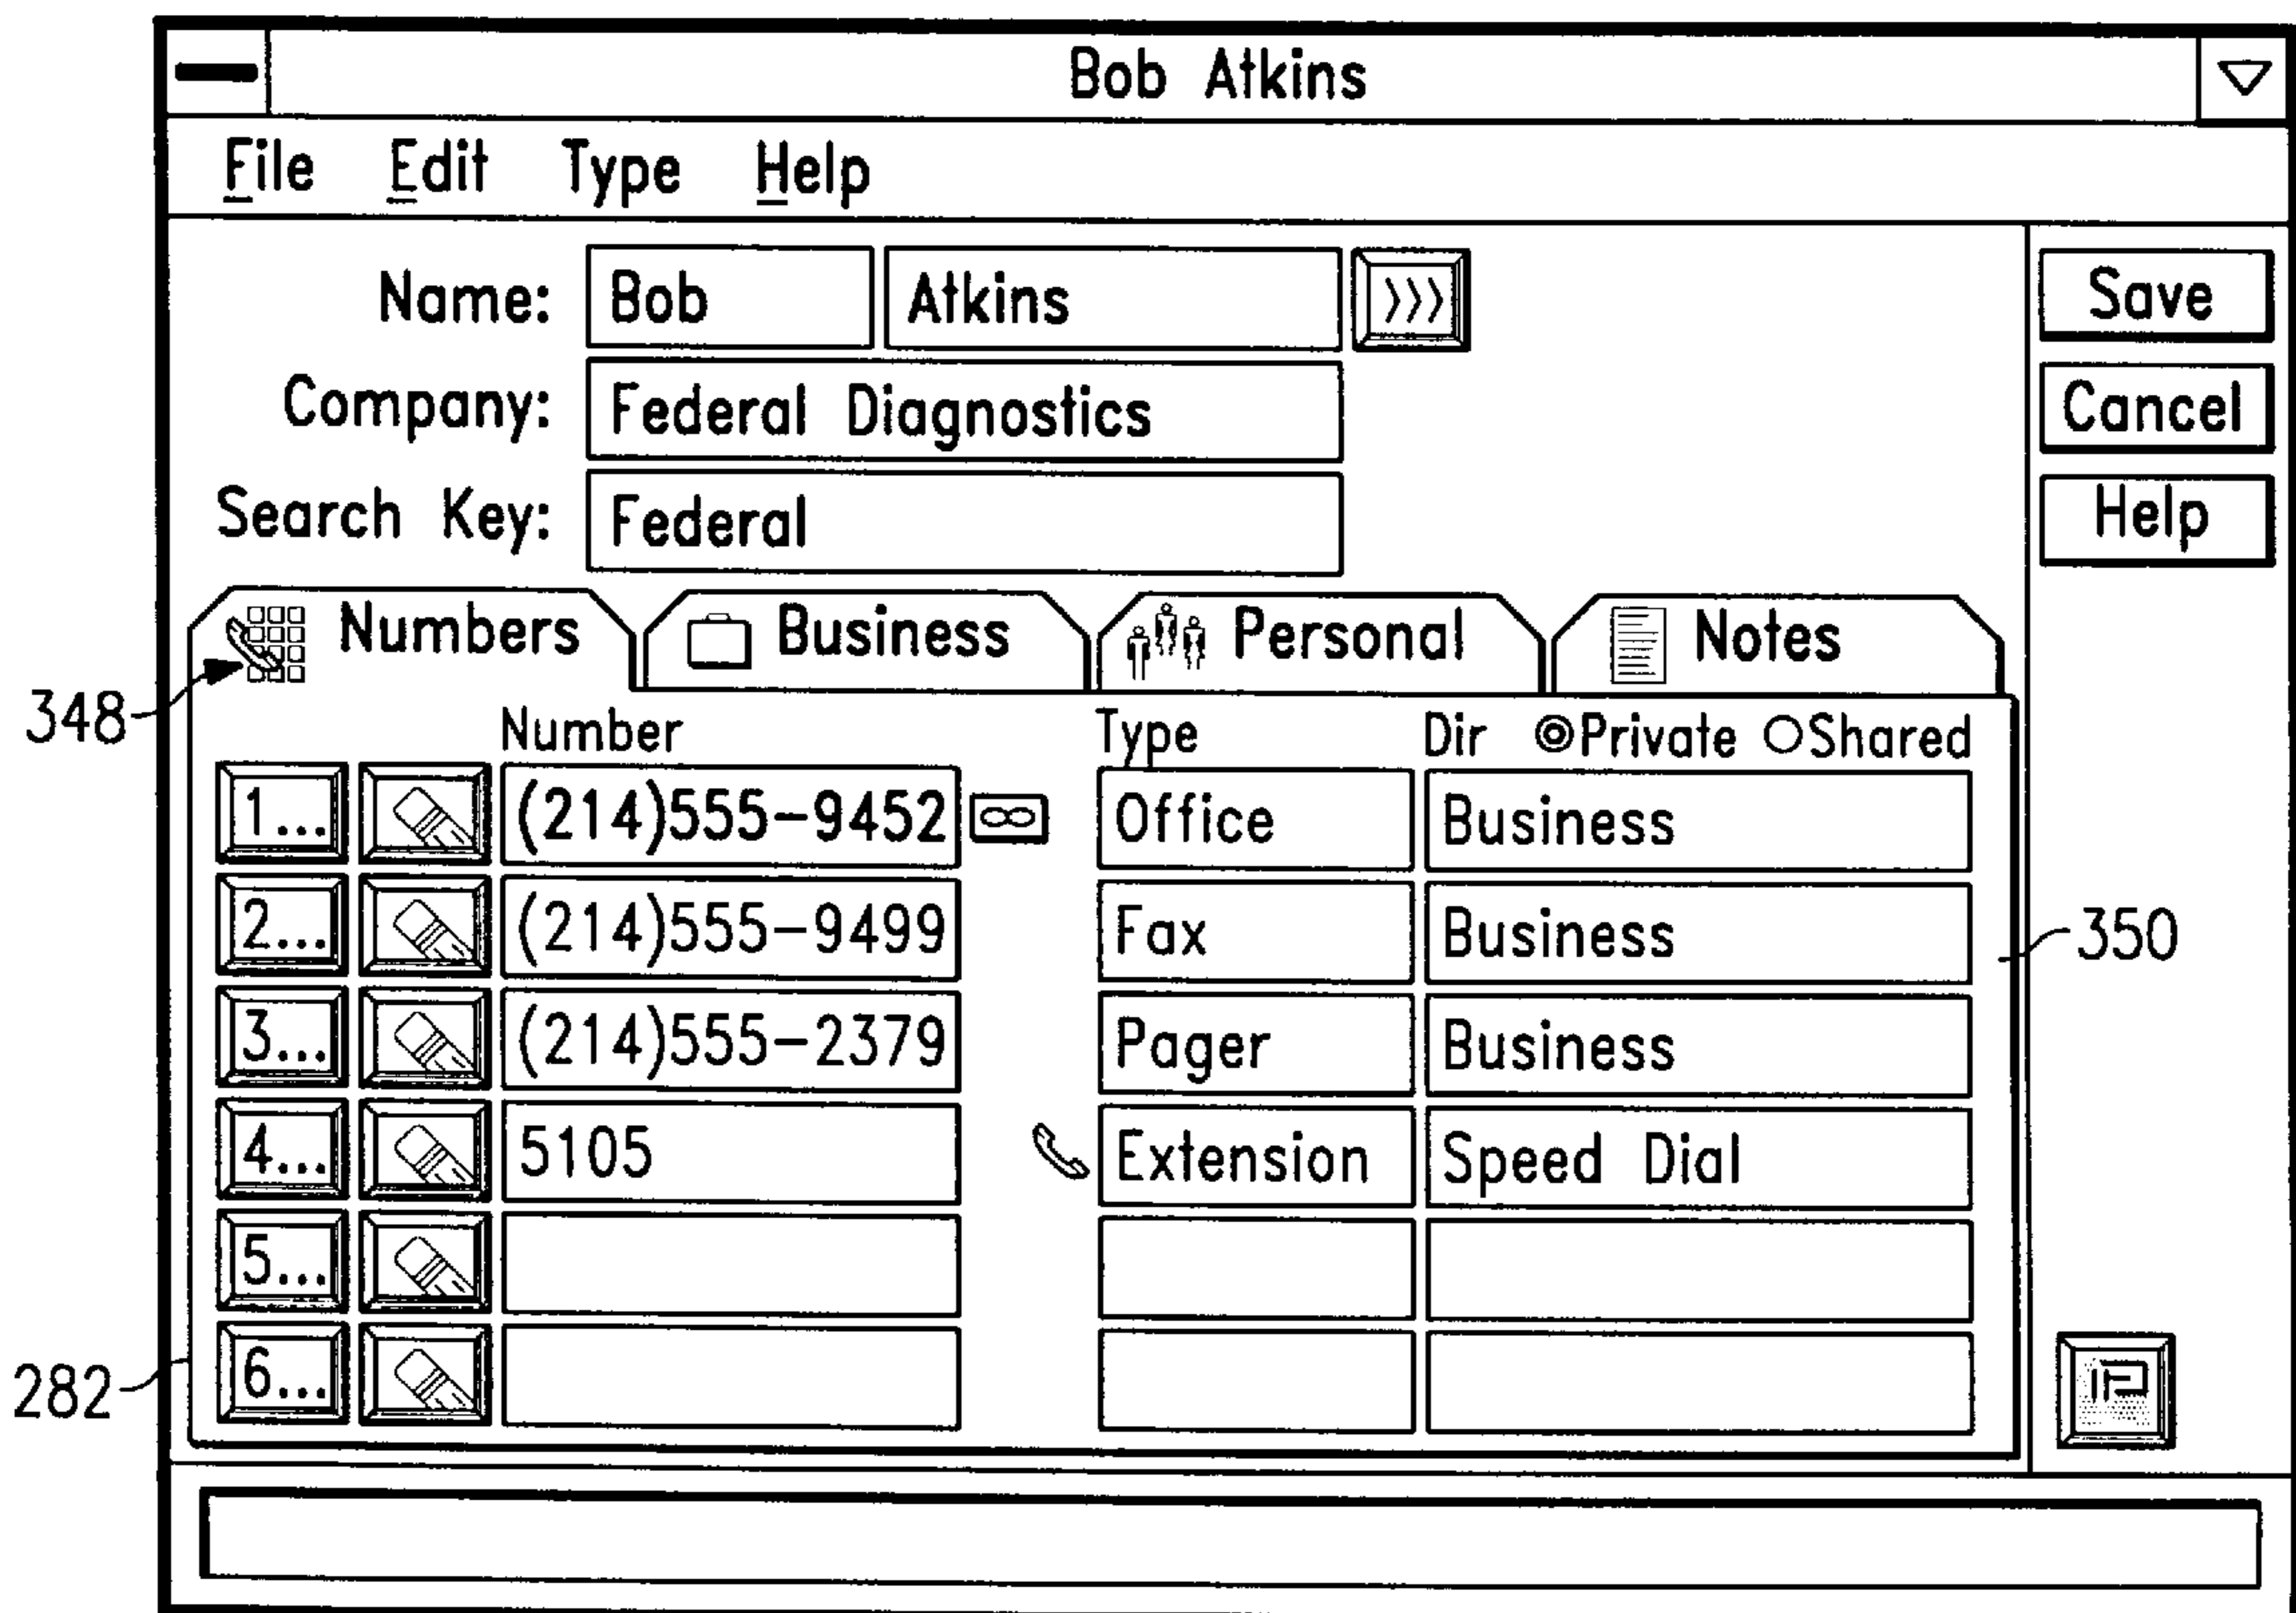 Bob Atkins
File Edit Type Help
Name: Bob Atkins >>> Save
Company: Federal Diagnostics Cancel
Search Key: Federal Help
Numbers Business Personal Notes
348
Number Type Dir Private Shared
1... (214)555-9452 Office Business
2... (214)555-9499 Fax Business 350
3... (214)555-2379 Pager Business
4... 5105 Extension Speed Dial
5...
6...
282